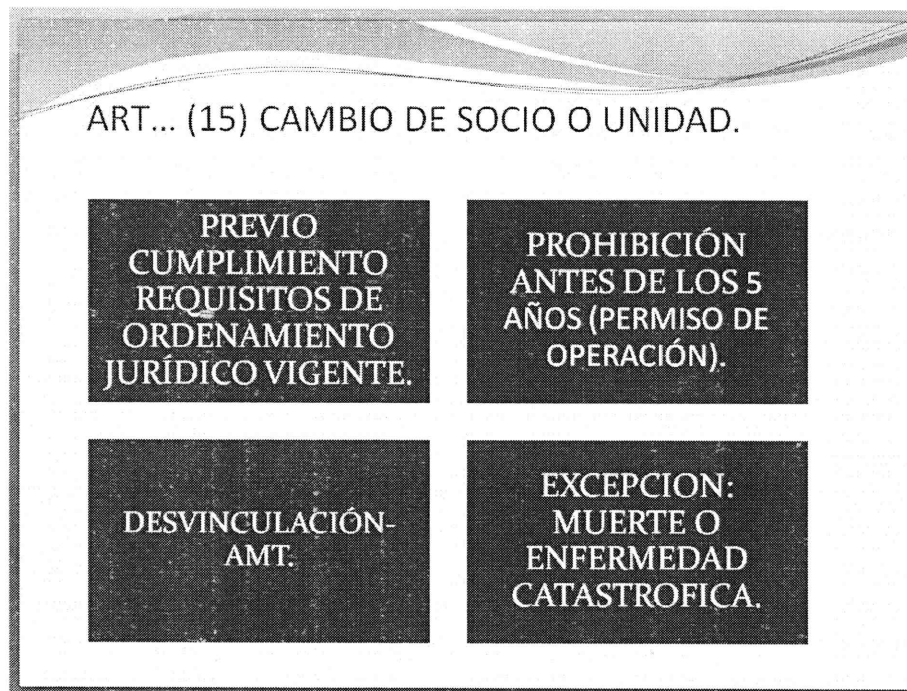 ART... (15) CAMBIO DE SOCIO O UNIDAD.
PREVIO
CUMPLIMIENTO
REQUISITOS DE
ORDENAMIENTO
JURÍDICO VIGENTE.
PROHIBICIÓN
ANTES DE LOS 5
AÑOS (PERMISO DE
OPERACIÓN).
DESVINCULACIÓN-
AMT.
EXCEPCION:
MUERTE O
ENFERMEDAD
CATASTROFICA.